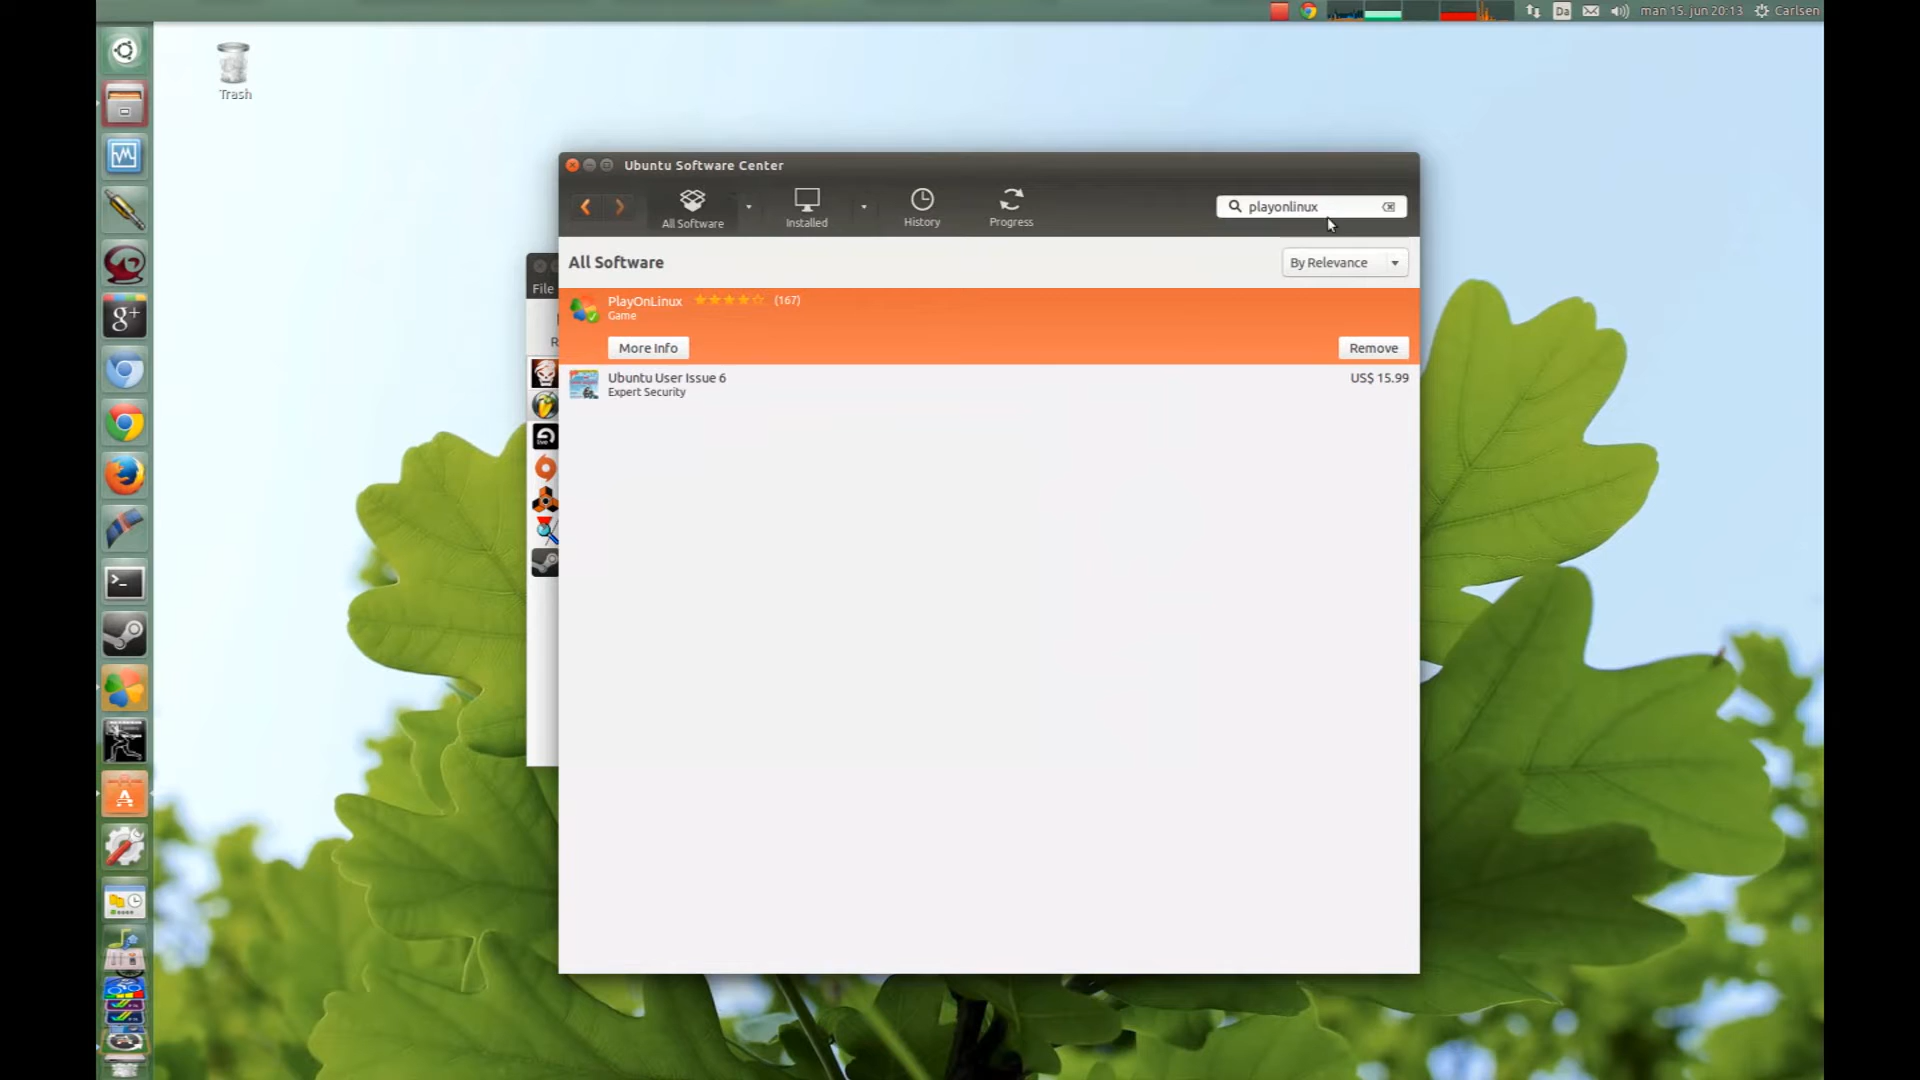 Da
man 15. jun 20:13
Carlsen
Trash
Ubuntu Software Center
All Software
Installed
History
Progress
playonlinux
File
All Software
By Relevance
PlayOnLinux
(167)
Game
More Info
Remove
Ubuntu User Issue 6
US$ 15.99
Expert Security